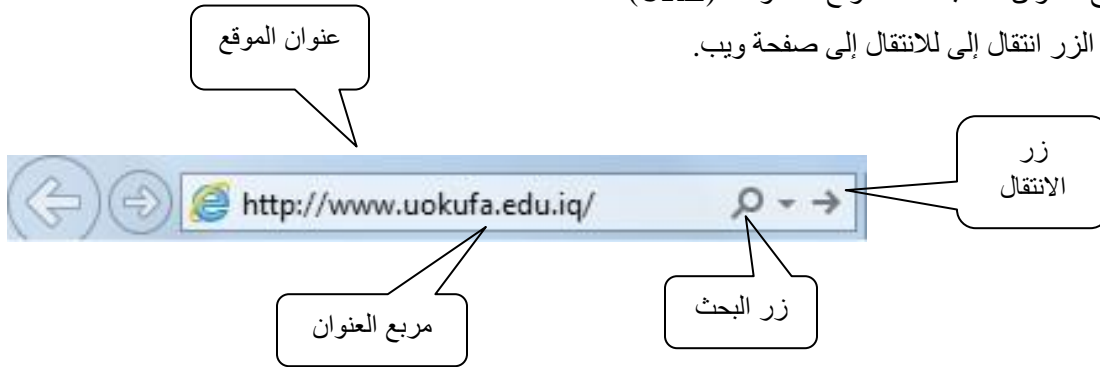 الزر انتقال إلى للانتقال إلى صفحة ويب.
عنوان الموقع
زر
الانتقال
http://www.uokufa.edu.iq/
زر البحث
مربع العنوان